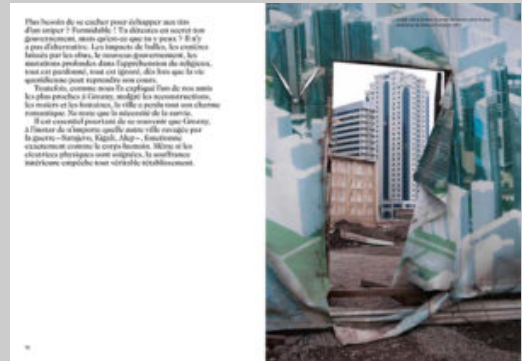 Plus besoin de se cacher pour échapper aux tirs
d'un sniper ? Formidable ! Tu détestes en secret ton
gouvernement, mais qu'est-ce que tu y peux ? Il n'y
a pas d'alternative. Les impacts de balles, les cratères
laissés par les obus, le nouveau gouvernement, les
mutations profondes dans l'appréhension du religieux,
tout est pardonné, tout est ignoré, dès lors que la vie
quotidienne peut reprendre son cours.
Toutefois, comme nous l'a expliqué l'un de nos amis
les plus proches à Grozny, malgré les reconstructions,
les rosiers et les fontaines, la ville a perdu tout son charme
romantique. Ne reste que la nécessité de la survie.
Il est essentiel pourtant de se souvenir que Grozny,
à l'instar de n'importe quelle autre ville ravagée par
la guerre – Sarajevo, Kigali, Alep –, fonctionne
exactement comme le corps humain. Même si les
cicatrices physiques sont soignées, la souffrance
intérieure empêche tout véritable rétablissement.